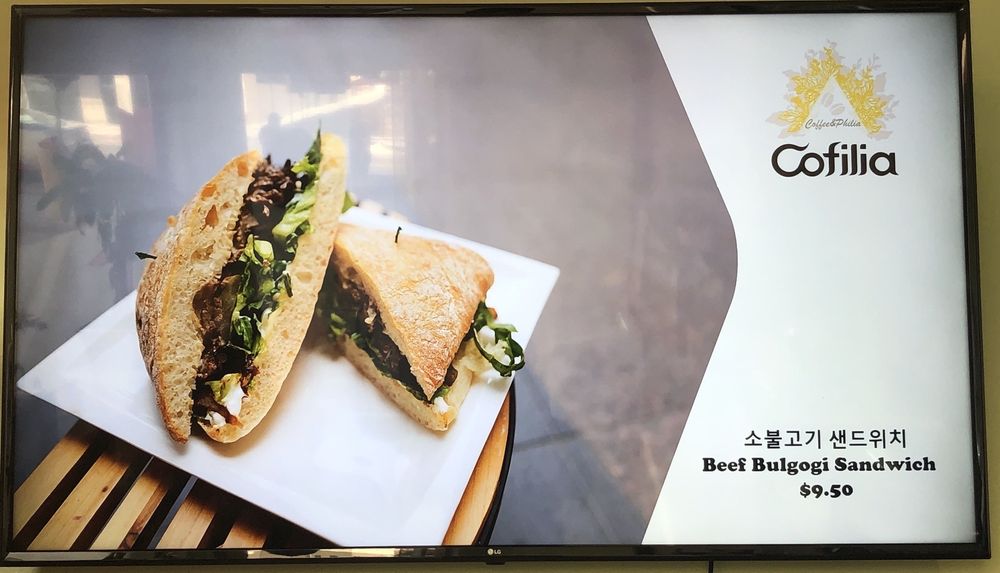 Coffee&Philia
Cofilia
소불고기 샌드위치
Beef Bulgogi Sandwich
$9.50
LG